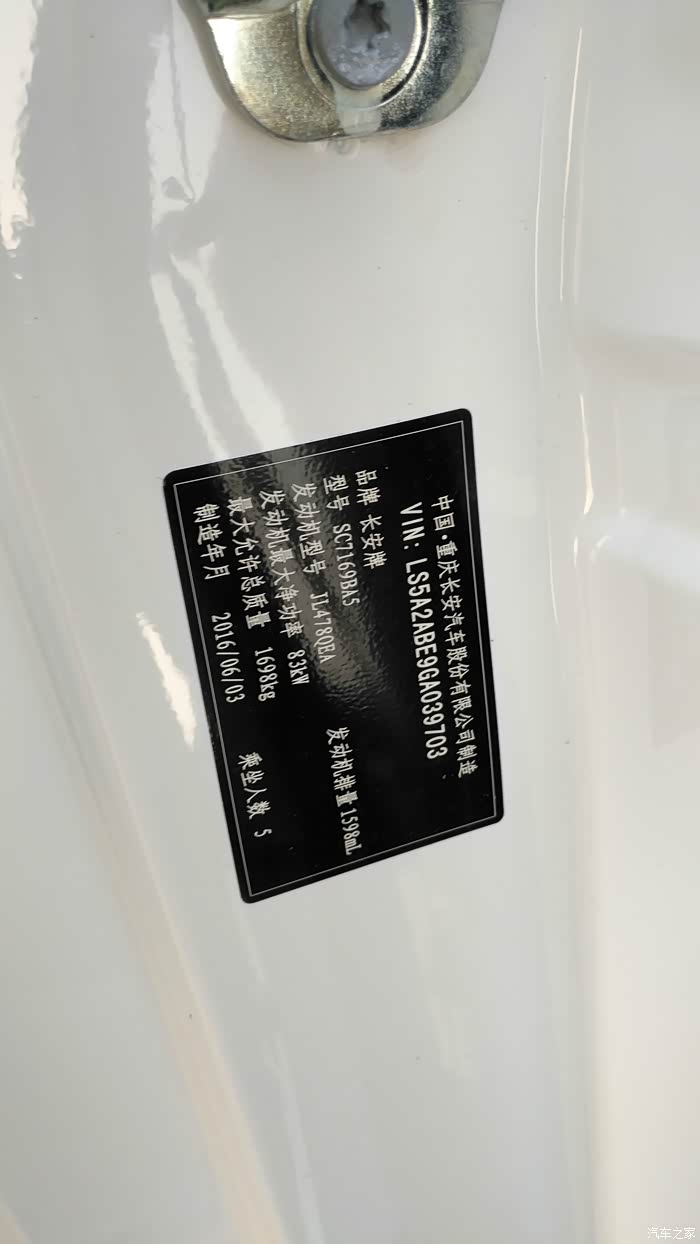 中国·重庆长安汽车股份有限公司制造
VIN: LS5A2ABE9GA039703
品牌 长安牌
型号 SC7169BA5 发动机排量 1598mL
发动机型号 JL478QEA
发动机最大净功率 83kW
最大允许总质量 1698kg
制造年月 2016/06/03 乘坐人数 5
汽车之家